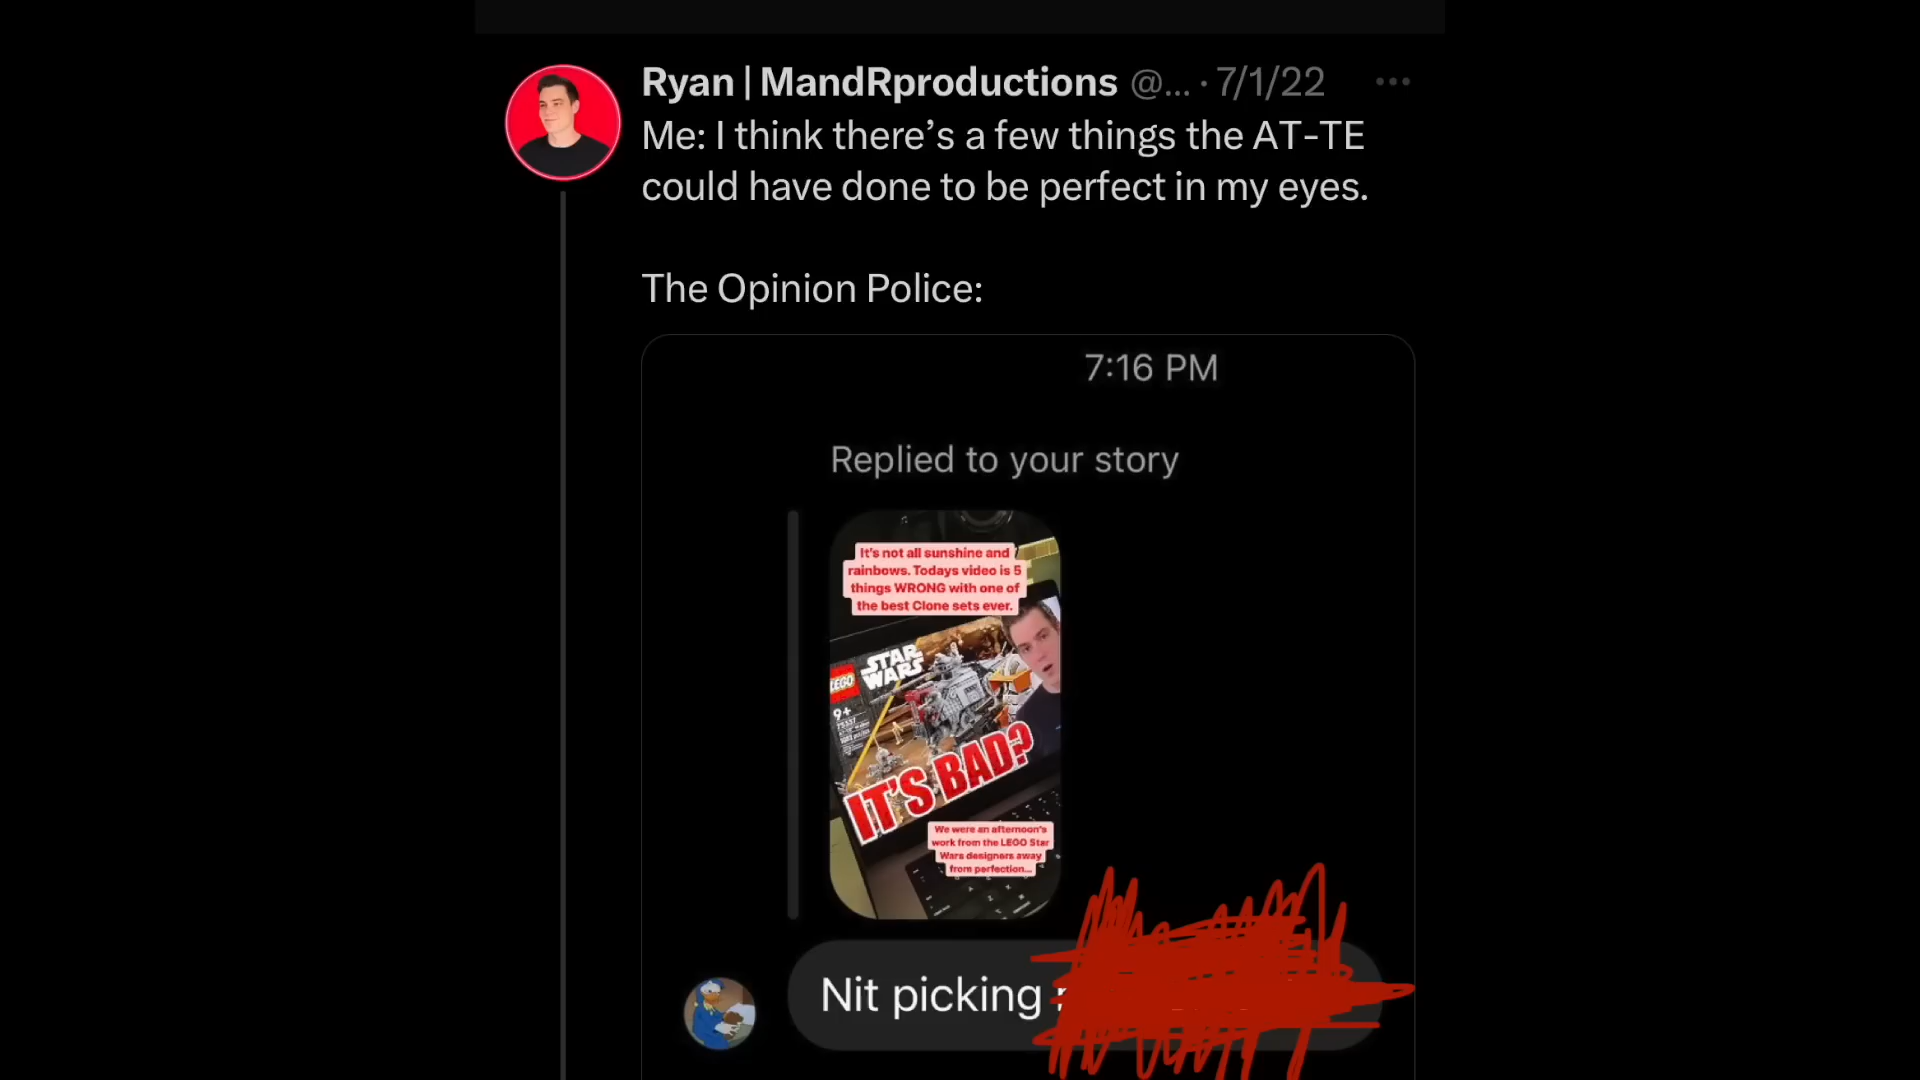 Ryan | MandRproductions @... · 7/1/22
Me: I think there’s a few things the AT-TE
could have done to be perfect in my eyes.
The Opinion Police:
7:16 PM
Replied to your story
It's not all sunshine and
rainbows. Todays video is 5
things WRONG with one of
the best Clone sets ever.
STAR
WARS
LEGO
9+
75337
IT'S BAD?
We were an afternoon's
work from the LEGO Star
Wars designers away
from perfection...
Nit picking